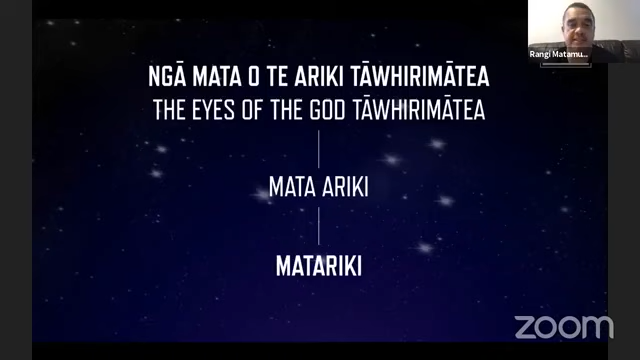 NGĀ MATA O TE ARIKI TĀWHIRIMĀTEA
THE EYES OF THE GOD TĀWHIRIMĀTEA
MATA ARIKI
MATARIKI
Rangi Matamu...
zoom